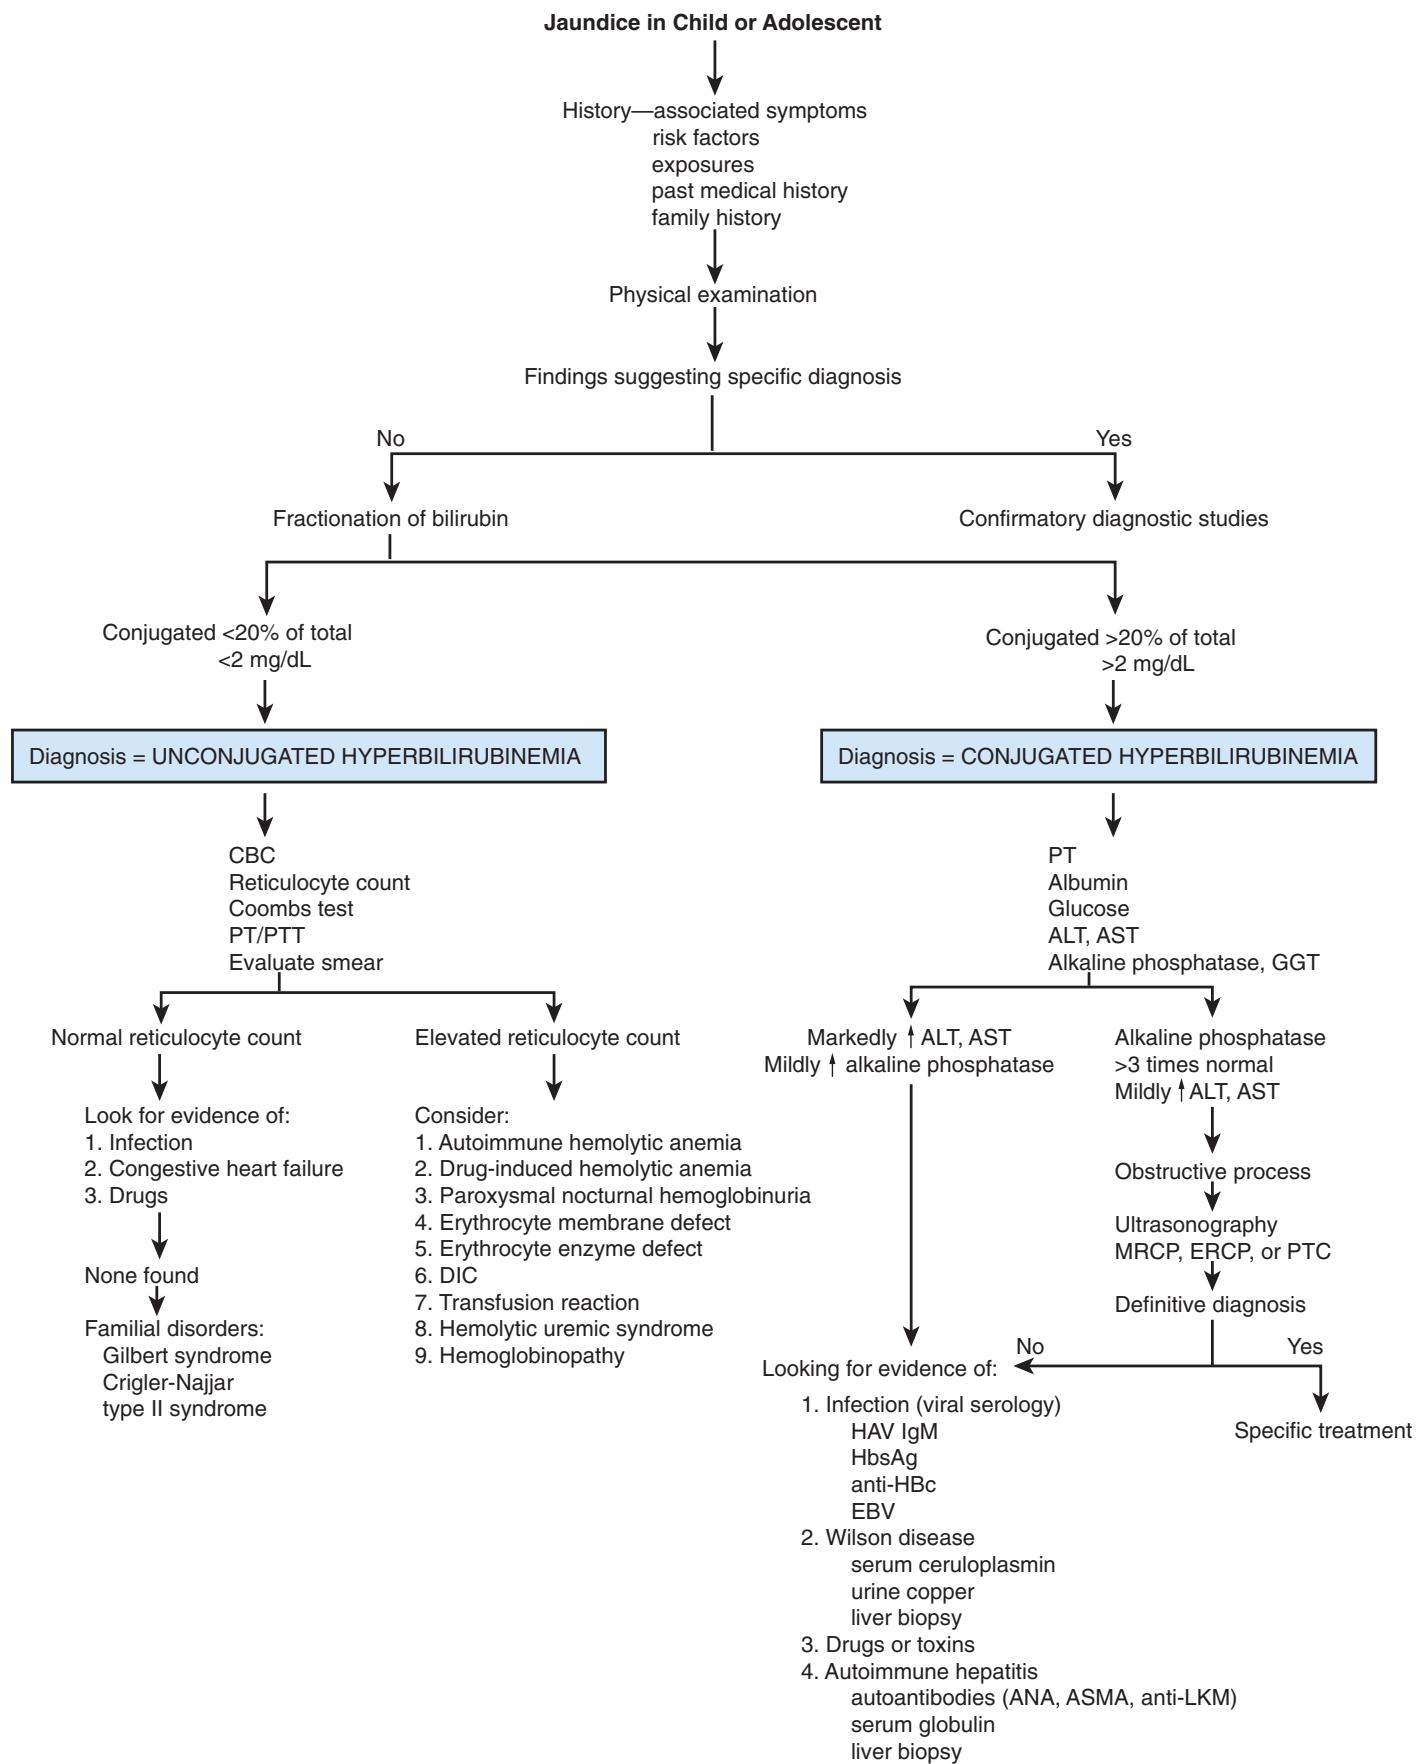 Jaundice in Child or Adolescent
History—associated symptoms
risk factors
exposures
past medical history
family history
Physical examination
Findings suggesting specific diagnosis
No
Yes
Fractionation of bilirubin
Confirmatory diagnostic studies
Conjugated <20% of total
<2 mg/dL
Conjugated >20% of total
>2 mg/dL
Diagnosis = UNCONJUGATED HYPERBILIRUBINEMIA
Diagnosis = CONJUGATED HYPERBILIRUBINEMIA
CBC
Reticulocyte count
Coombs test
PT/PTT
Evaluate smear
PT
Albumin
Glucose
ALT, AST
Alkaline phosphatase, GGT
Normal reticulocyte count
Look for evidence of:
1. Infection
2. Congestive heart failure
3. Drugs
None found
Familial disorders:
Gilbert syndrome
Crigler-Najjar
type II syndrome
Elevated reticulocyte count
Consider:
1. Autoimmune hemolytic anemia
2. Drug-induced hemolytic anemia
3. Paroxysmal nocturnal hemoglobinuria
4. Erythrocyte membrane defect
5. Erythrocyte enzyme defect
6. DIC
7. Transfusion reaction
8. Hemolytic uremic syndrome
9. Hemoglobinopathy
Markedly ↑ ALT, AST
Mildly ↑ alkaline phosphatase
Alkaline phosphatase
>3 times normal
Mildly ↑ ALT, AST
Obstructive process
Ultrasonography
MRCP, ERCP, or PTC
Definitive diagnosis
No
Yes
Specific treatment
Looking for evidence of:
1. Infection (viral serology)
HAV IgM
HbsAg
anti-HBc
EBV
2. Wilson disease
serum ceruloplasmin
urine copper
liver biopsy
3. Drugs or toxins
4. Autoimmune hepatitis
autoantibodies (ANA, ASMA, anti-LKM)
serum globulin
liver biopsy